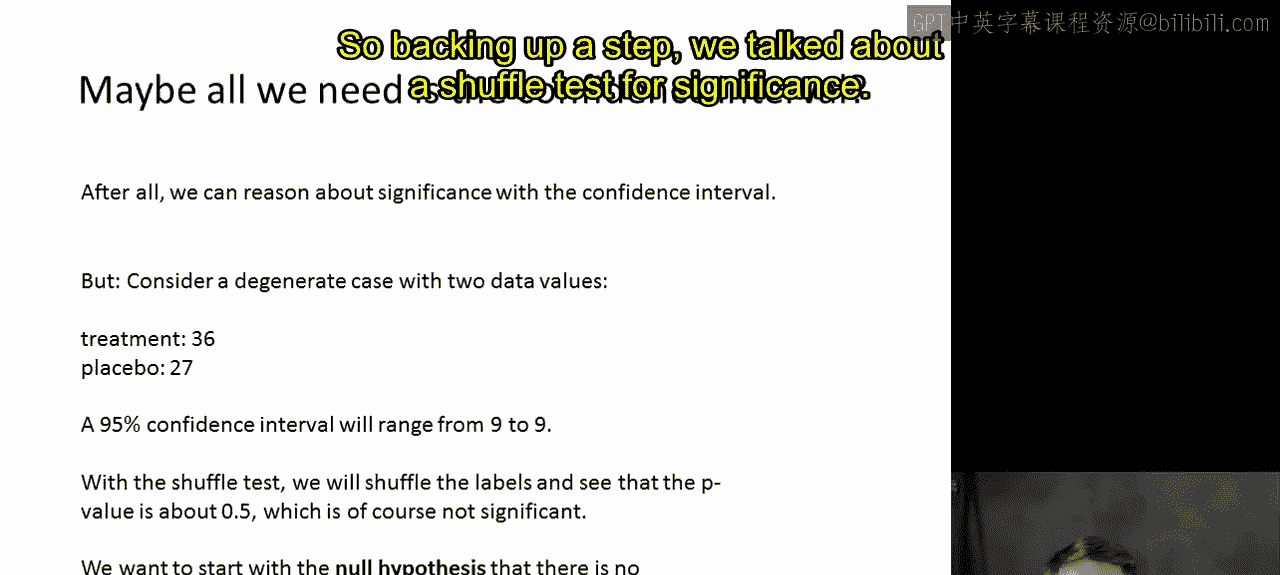 GPT中英字幕课程资源@bilibili.com
So backing up a step, we talked about
a shuffle test for significance.
Maybe all we need
After all, we can reason about significance with the confidence interval.
But: Consider a degenerate case with two data values:
treatment: 36
placebo: 27
A 95% confidence interval will range from 9 to 9.
With the shuffle test, we will shuffle the labels and see that the p-
value is about 0.5, which is of course not significant.
We want to start with the null hypothesis that there is no